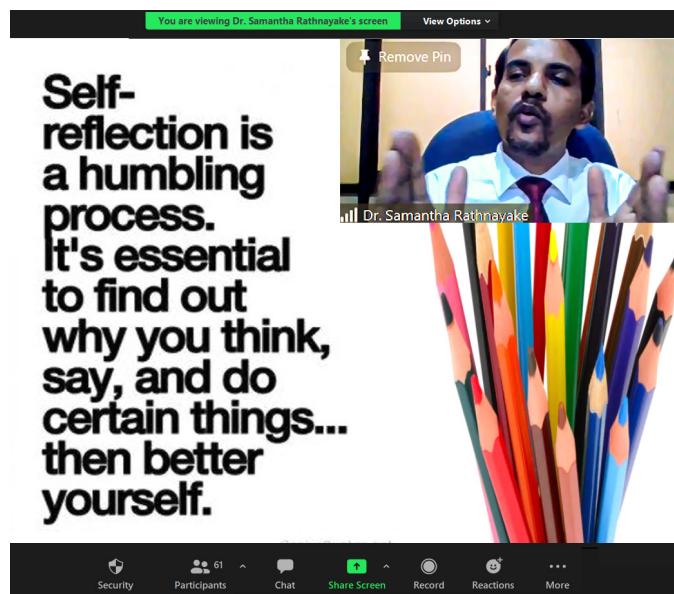 You are viewing Dr. Samantha Rathnayake's screen
View Options
Remove Pin
Dr. Samantha Rathnayake
Self-
reflection is
a humbling
process.
It's essential
to find out
why you think,
say, and do
certain things...
then better
yourself.
Security
Participants
61
Chat
Share Screen
Record
Reactions
More